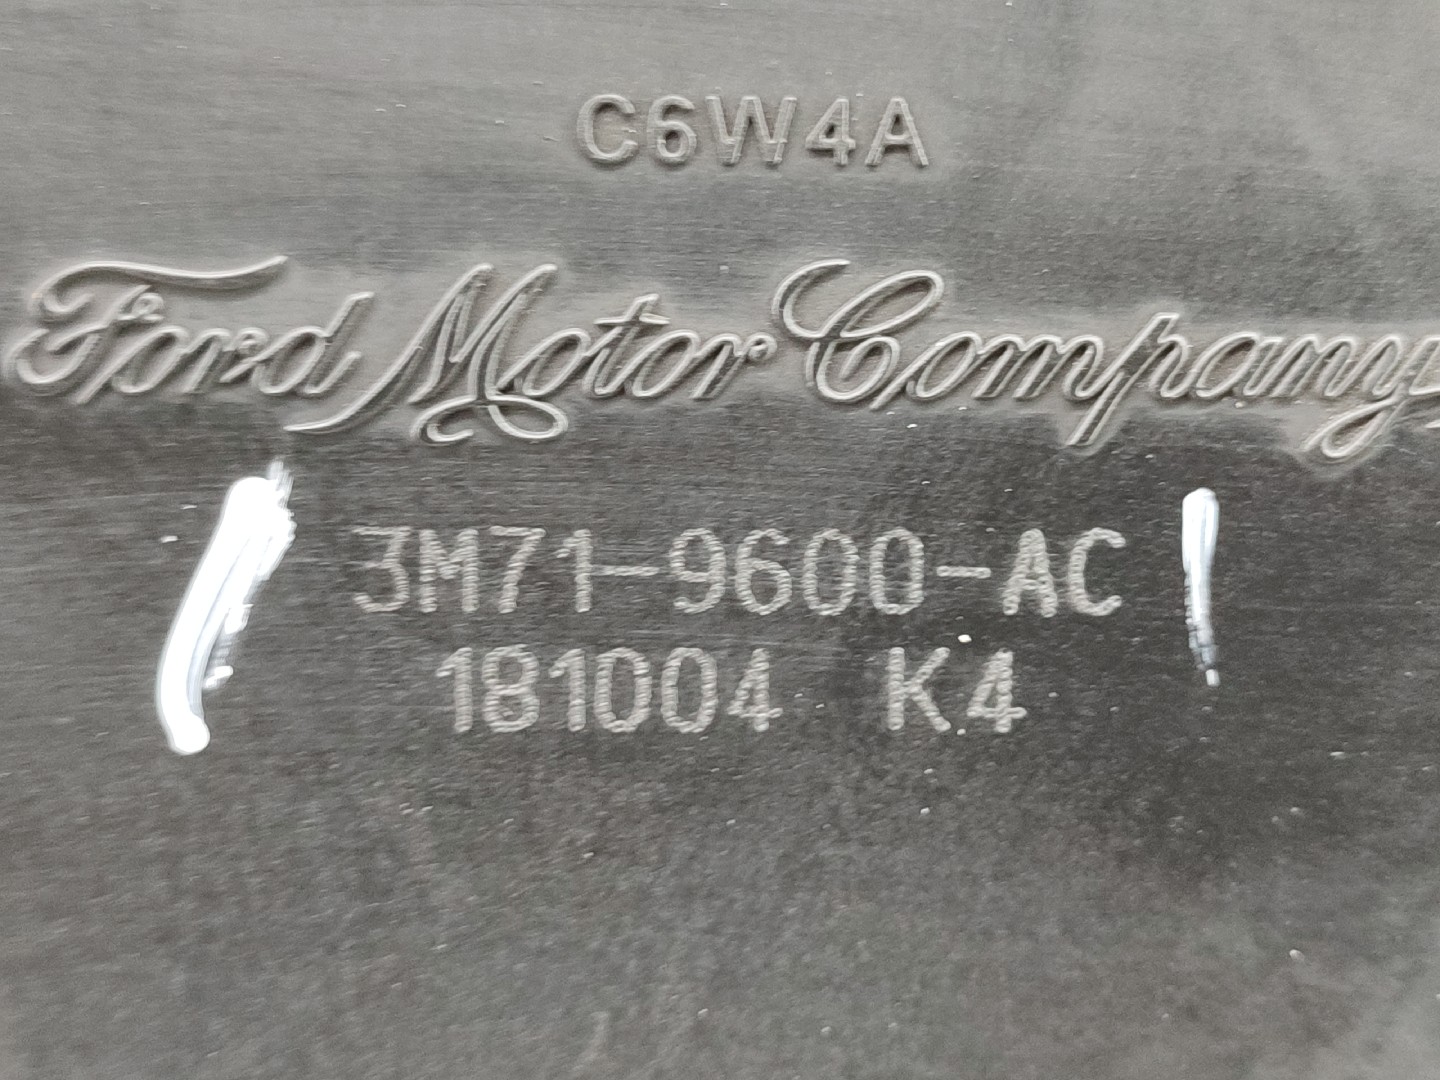 C6W4A
Ford Motor Company
3M71-9600-AC
181004 K4